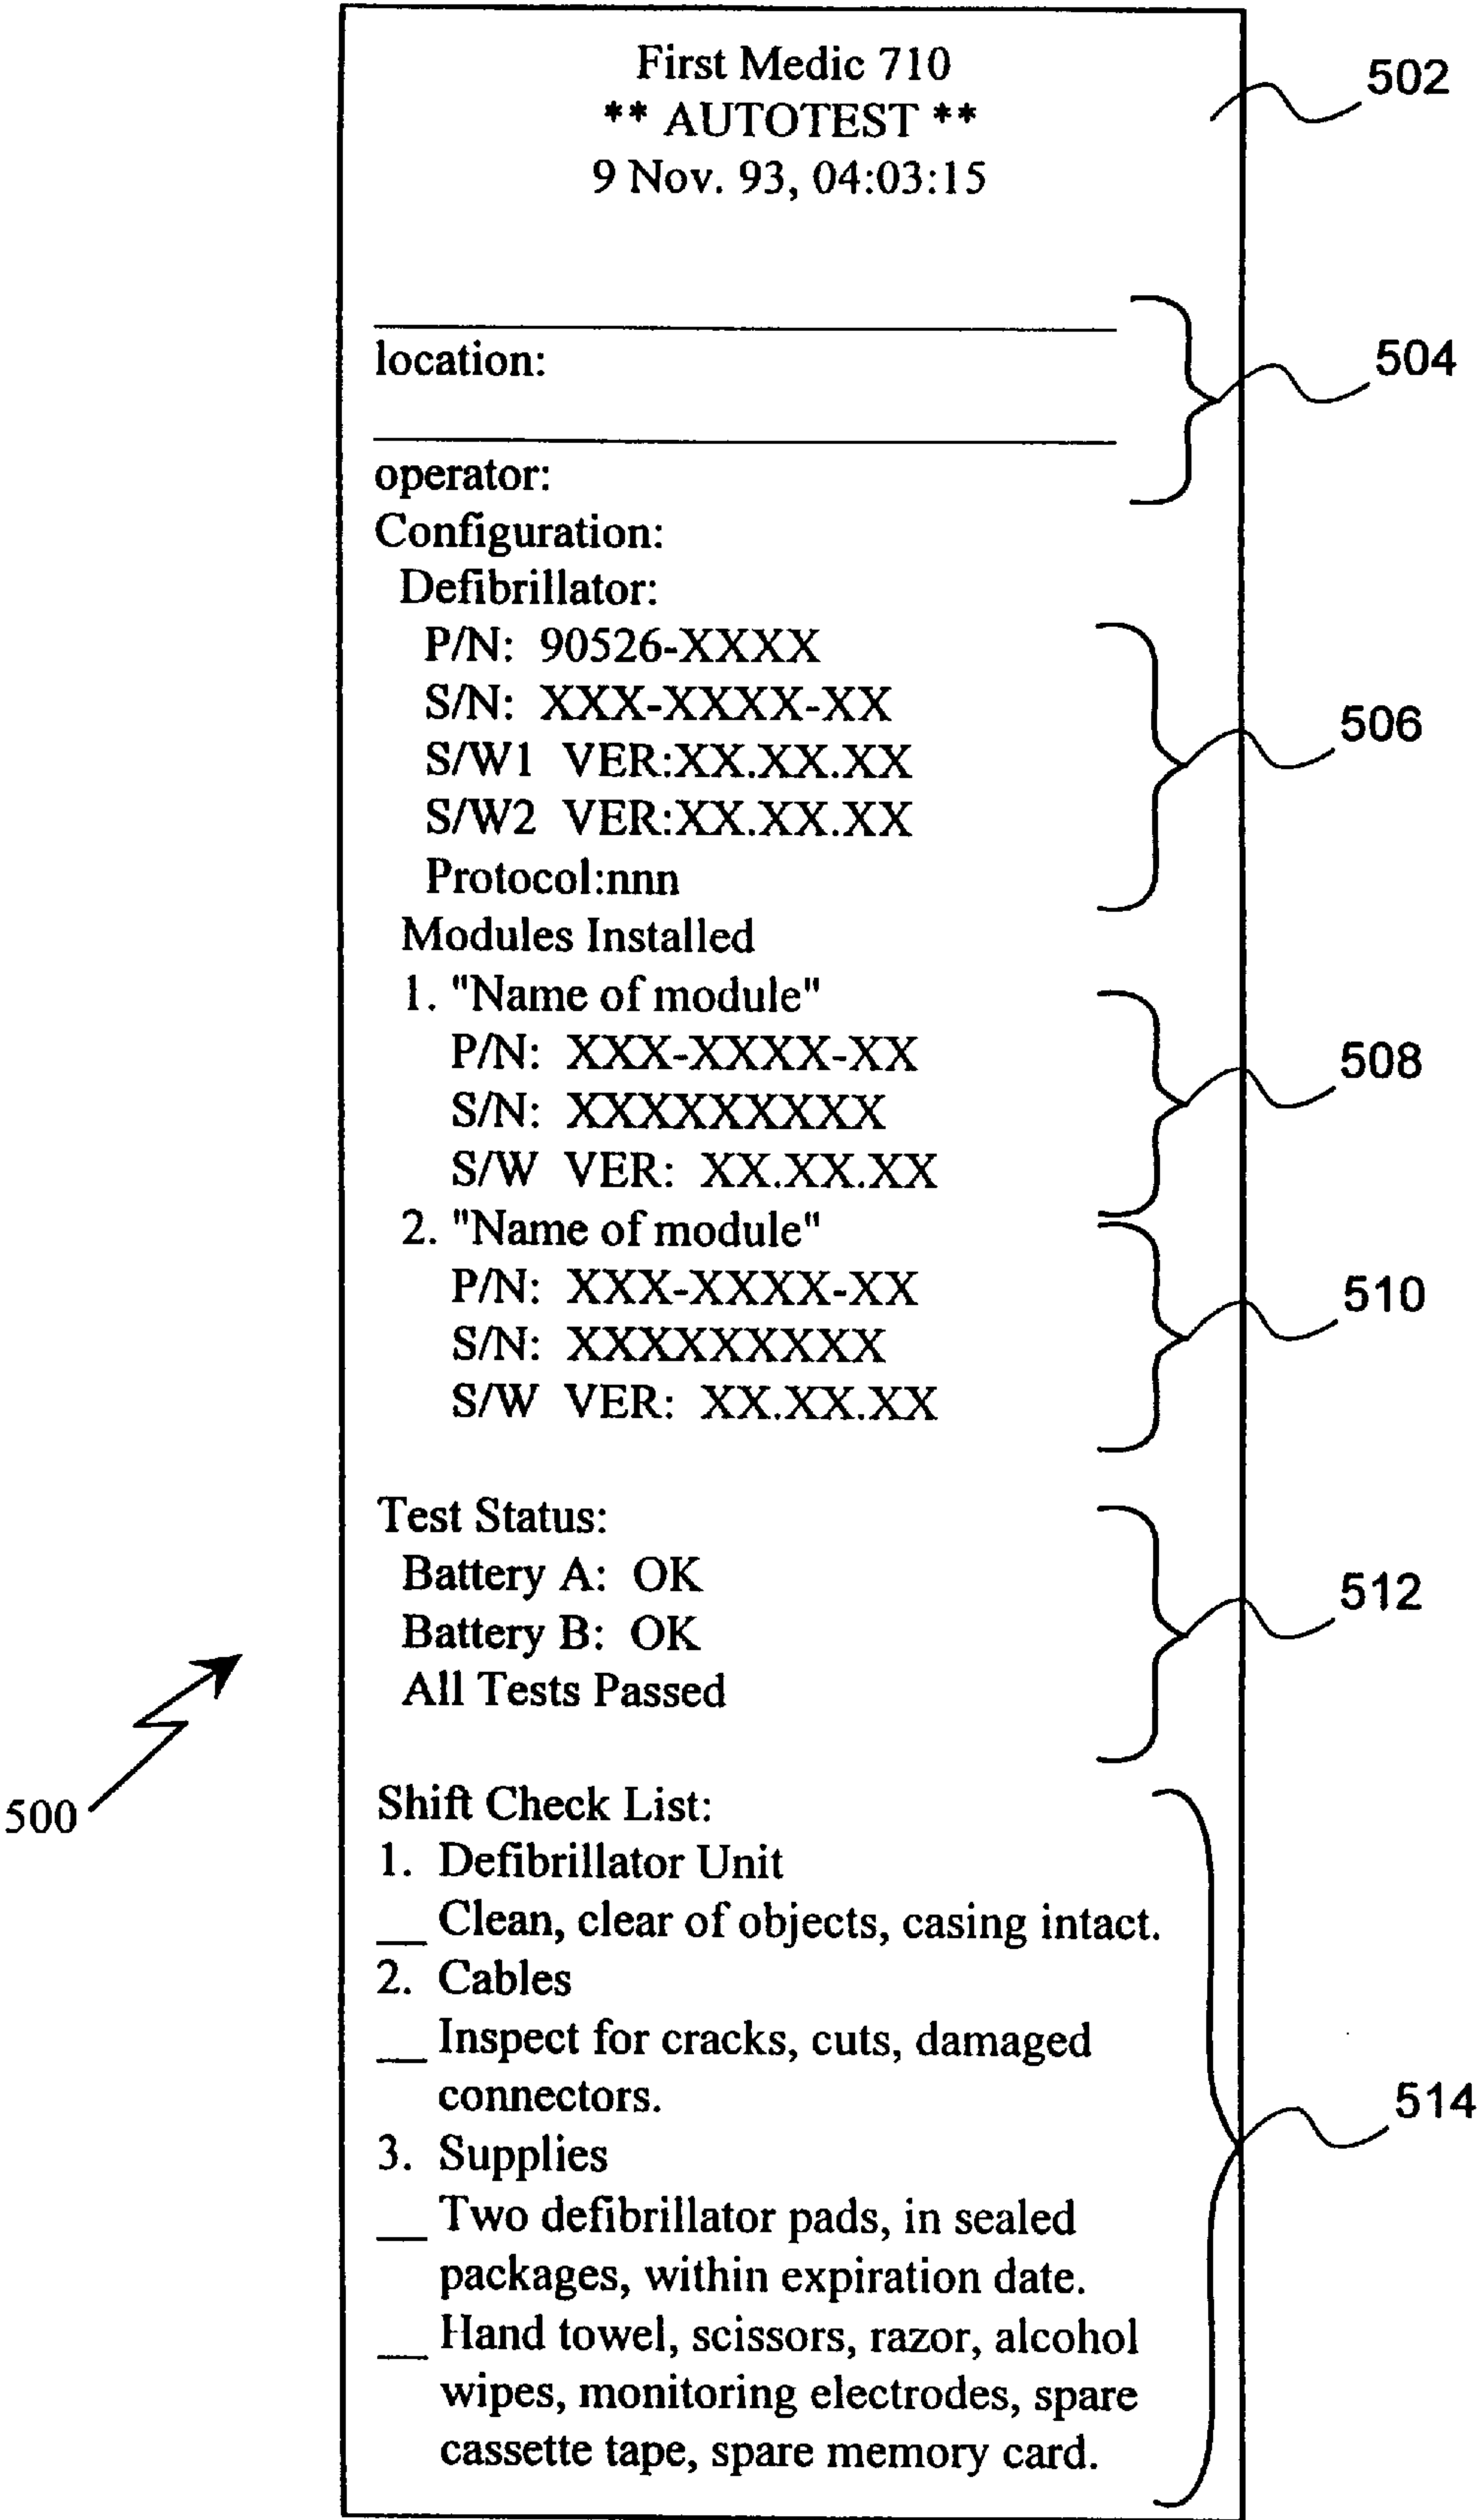 First Medic 710
** AUTOTEST **
9 Nov. 93, 04:03:15
502
location:
504
operator:
Configuration:
Defibrillator:
P/N: 90526-XXXX
S/N: XXX-XXXX-XX
506
S/W1 VER:XX.XX.XX
S/W2 VER:XX.XX.XX
Protocol:nnn
Modules Installed
1. "Name of module"
P/N: XXX-XXXX-XX
508
S/N: XXXXXXXXX
S/W VER: XX.XX.XX
2. "Name of module"
P/N: XXX-XXXX-XX
510
S/N: XXXXXXXXX
S/W VER: XX.XX.XX
Test Status:
Battery A: OK
512
Battery B: OK
All Tests Passed
500
Shift Check List:
1. Defibrillator Unit
__ Clean, clear of objects, casing intact.
2. Cables
__ Inspect for cracks, cuts, damaged
connectors.
514
3. Supplies
__ Two defibrillator pads, in sealed
packages, within expiration date.
__ Hand towel, scissors, razor, alcohol
wipes, monitoring electrodes, spare
cassette tape, spare memory card.